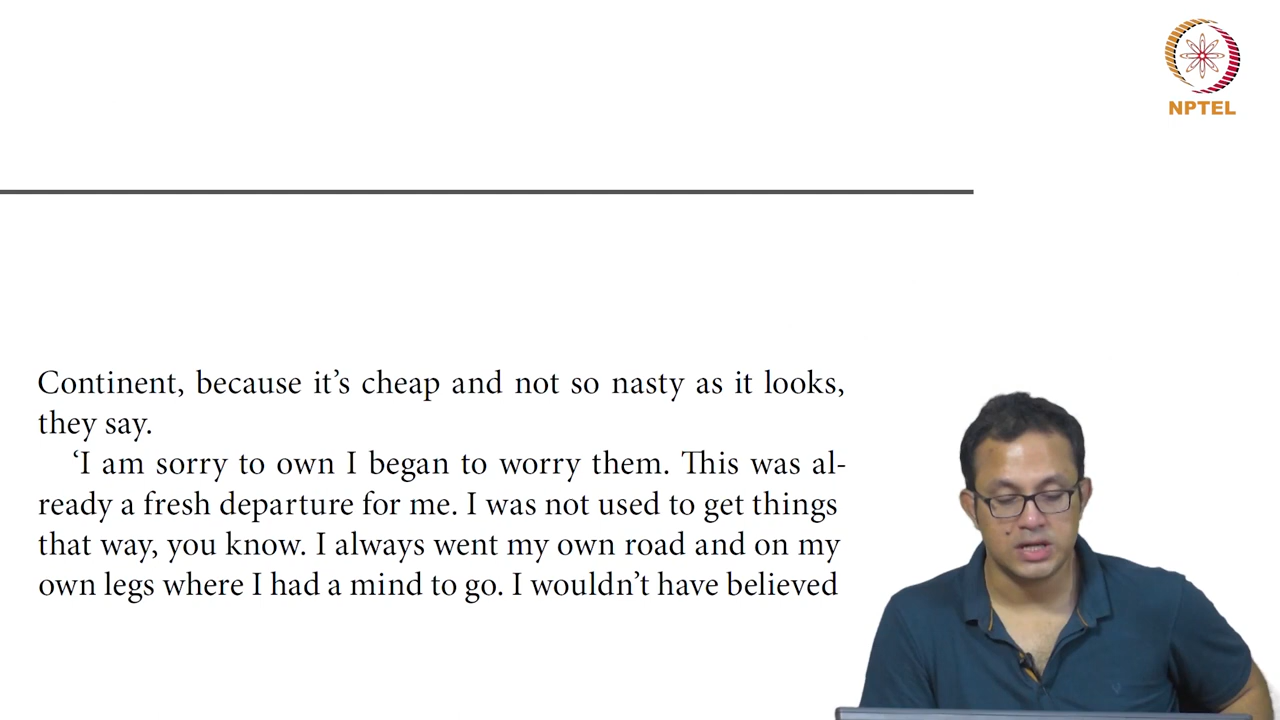 NPTEL
Continent, because it’s cheap and not so nasty as it looks,
they say.
‘I am sorry to own I began to worry them. This was al-
ready a fresh departure for me. I was not used to get things
that way, you know. I always went my own road and on my
own legs where I had a mind to go. I wouldn’t have believed